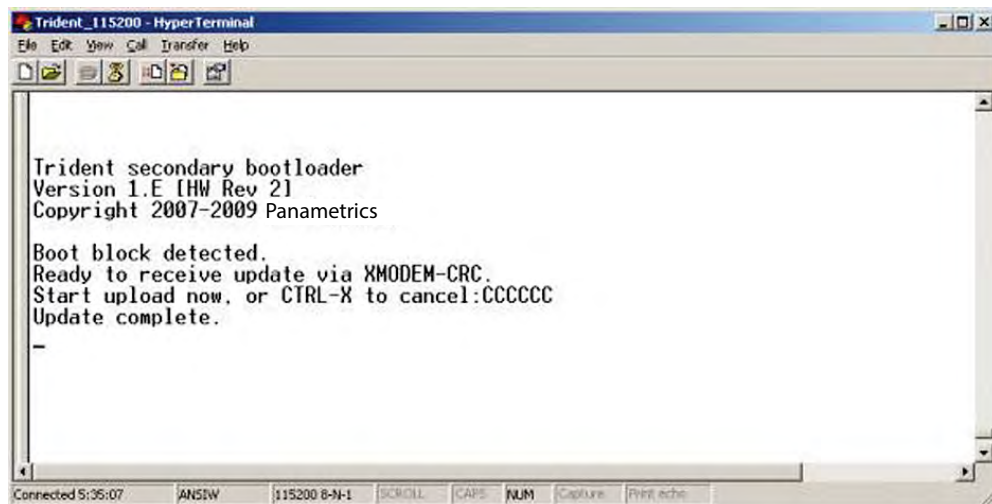 Trident_115200 - HyperTerminal
File Edit View Call Transfer Help
Trident secondary bootloader
Version 1.E [HW Rev 2]
Copyright 2007-2009 Panametrics
Boot block detected.
Ready to receive update via XMODEM-CRC.
Start upload now, or CTRL-X to cancel:CCCCCC
Update complete.
Connected 5:35:07 ANSIW 115200 8-N-1 SCROLL CAPS NUM Capture Print echo